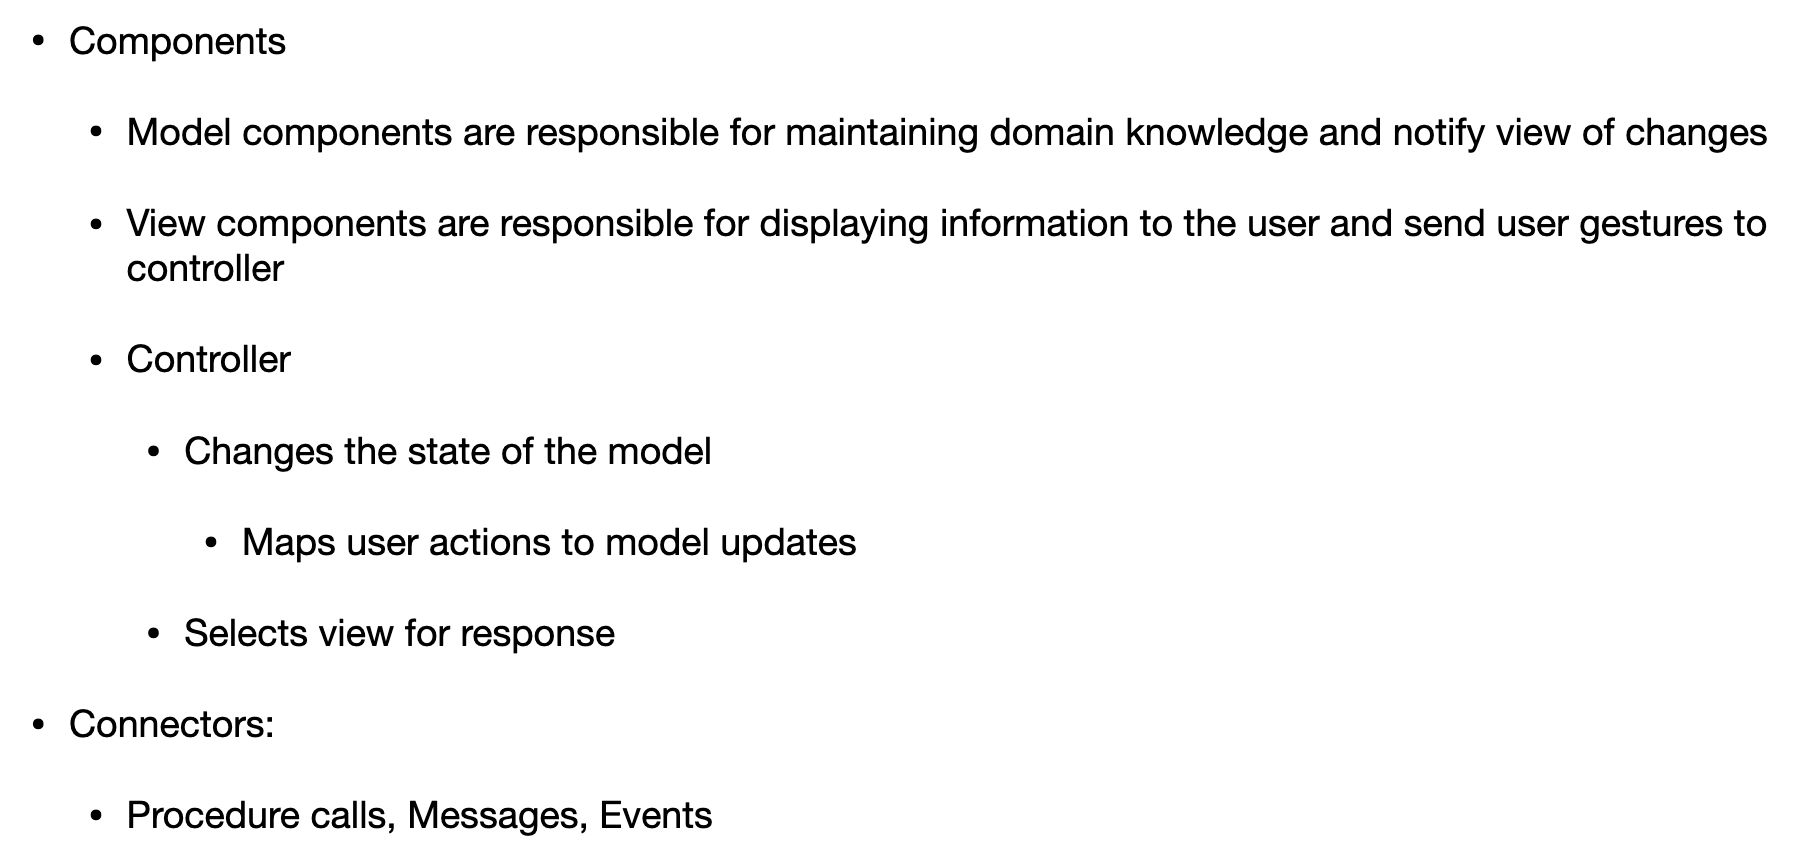 • Components
• Model components are responsible for maintaining domain knowledge and notify view of changes
• View components are responsible for displaying information to the user and send user gestures to
controller
• Controller
• Changes the state of the model
• Maps user actions to model updates
• Selects view for response
• Connectors:
• Procedure calls, Messages, Events